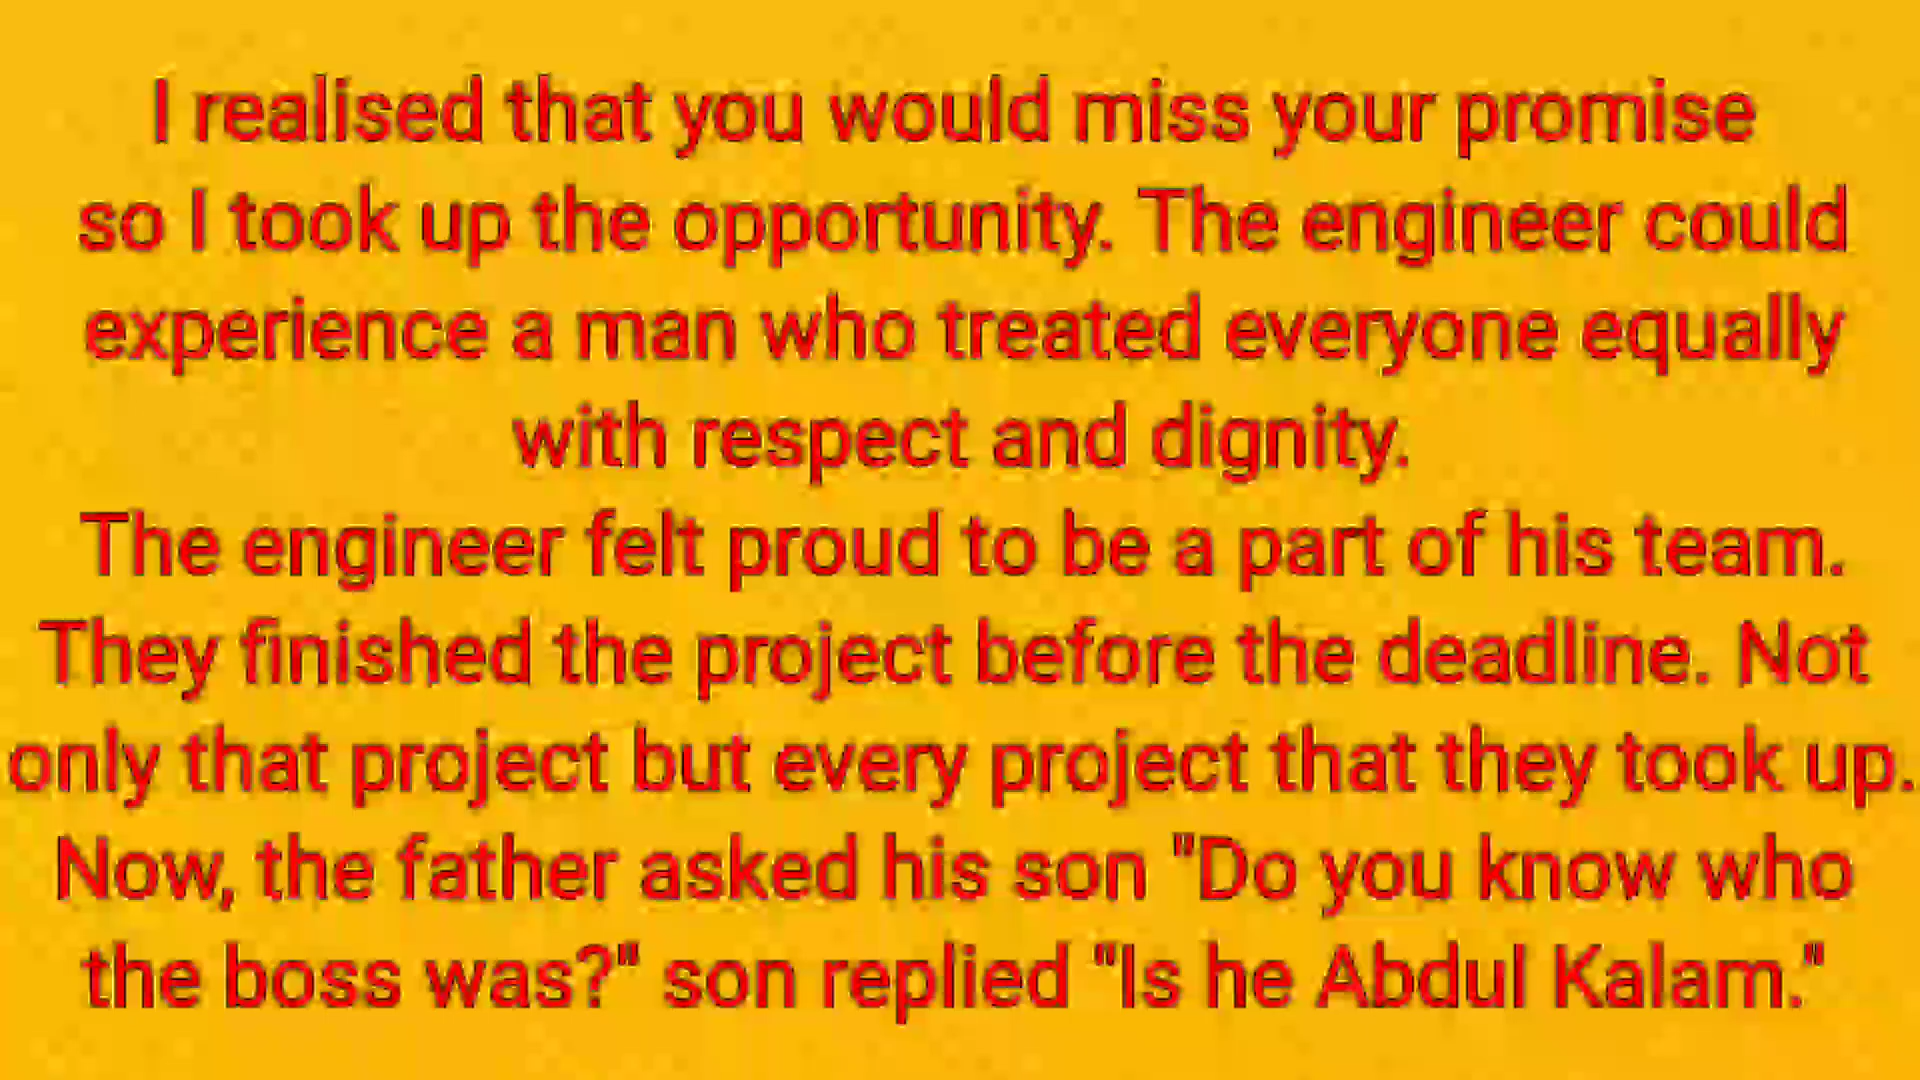 I realised that you would miss your promise
so I took up the opportunity. The engineer could
experience a man who treated everyone equally
with respect and dignity.
The engineer felt proud to be a part of his team.
They finished the project before the deadline. Not
only that project but every project that they took up.
Now, the father asked his son "Do you know who
the boss was?" son replied "Is he Abdul Kalam."